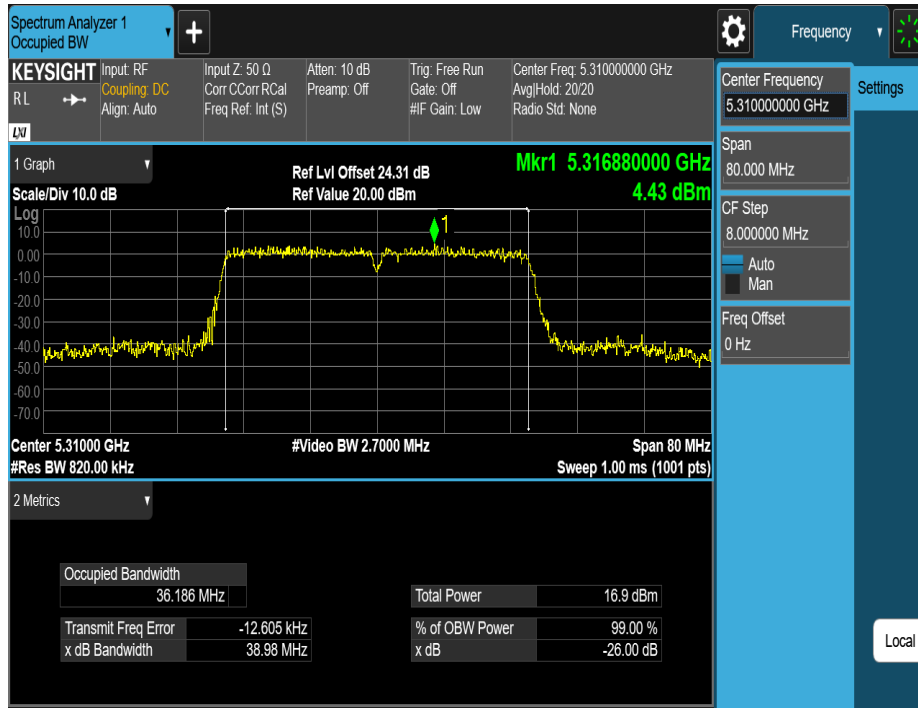 Spectrum Analyzer 1
Occupied BW
+
Frequency
KEYSIGHT
R L
LXI
Input: RF
Coupling: DC
Align: Auto
Input Z: 50 Ω
Corr CCorr RCal
Freq Ref: Int (S)
Atten: 10 dB
Preamp: Off
Trig: Free Run
Gate: Off
#IF Gain: Low
Center Freq: 5.310000000 GHz
Avg|Hold: 20/20
Radio Std: None
Center Frequency
5.310000000 GHz
Settings
Span
80.000 MHz
CF Step
8.000000 MHz
Auto
Man
Freq Offset
0 Hz
Local
1 Graph
Scale/Div 10.0 dB
Ref Lvl Offset 24.31 dB
Ref Value 20.00 dBm
Mkr1 5.316880000 GHz
4.43 dBm
Log
10.0
0.00
-10.0
-20.0
-30.0
-40.0
-50.0
-60.0
-70.0
1
Center 5.31000 GHz
#Video BW 2.7000 MHz
Span 80 MHz
#Res BW 820.00 kHz
Sweep 1.00 ms (1001 pts)
2 Metrics
Occupied Bandwidth
36.186 MHz
Total Power 16.9 dBm
Transmit Freq Error -12.605 kHz
% of OBW Power 99.00 %
x dB Bandwidth 38.98 MHz
x dB -26.00 dB